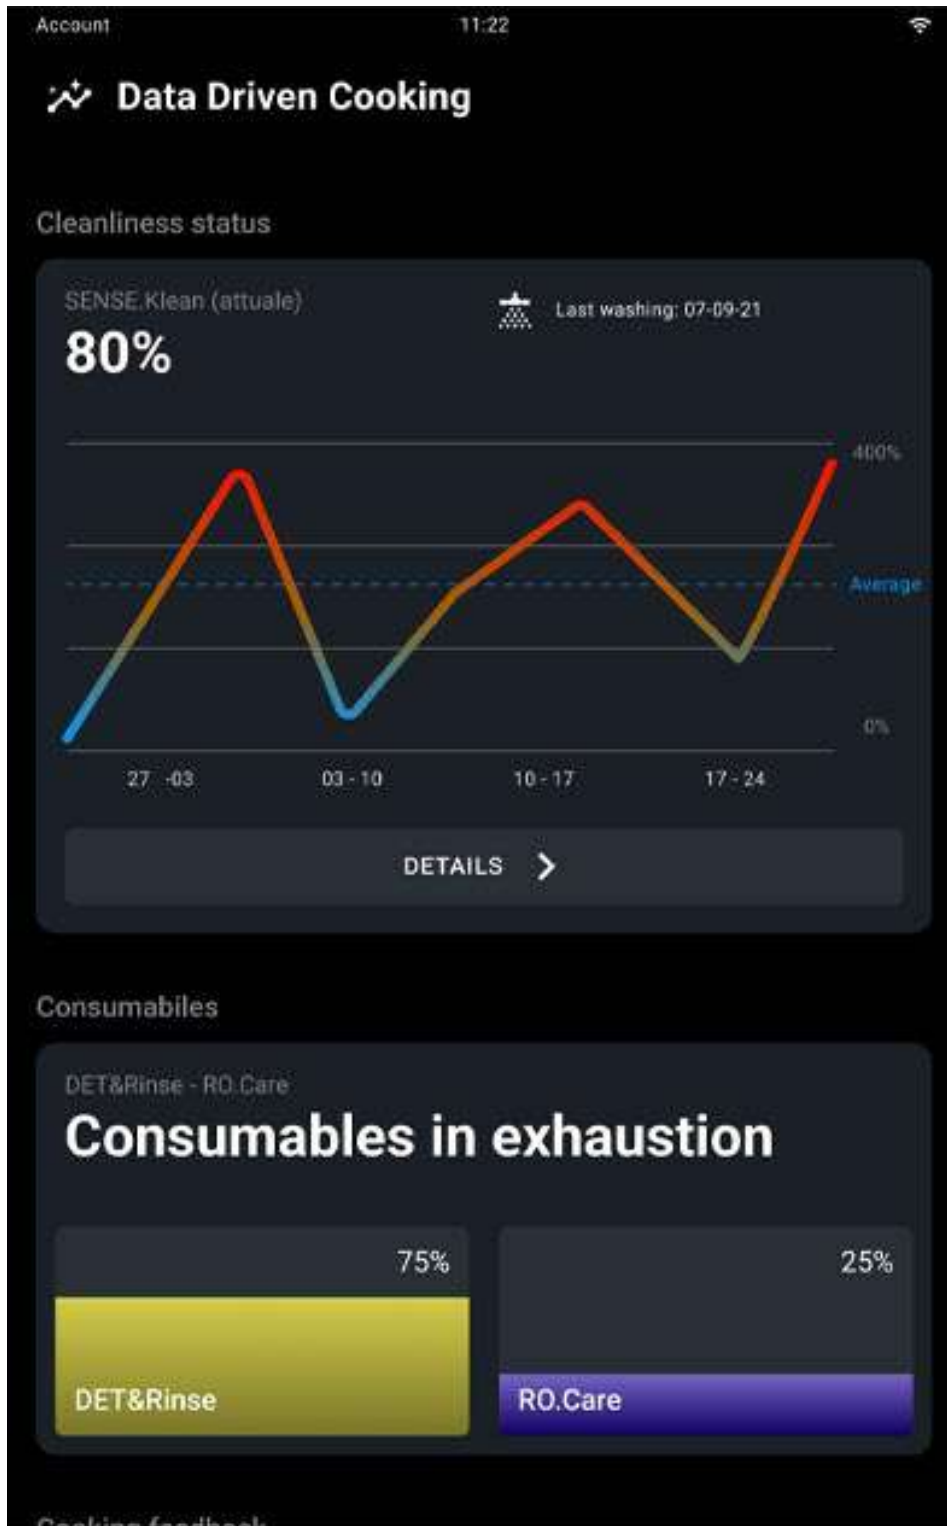 Account 11:22
Data Driven Cooking
Cleanliness status
SENSE.Klean (attuale)
Last washing: 07-09-21
80%
400%
Average
0%
27 -03 03 - 10 10 - 17 17 - 24
DETAILS
Consumabiles
DET&Rinse - RO.Care
Consumables in exhaustion
75% 25%
DET&Rinse RO.Care
Cooking feedback